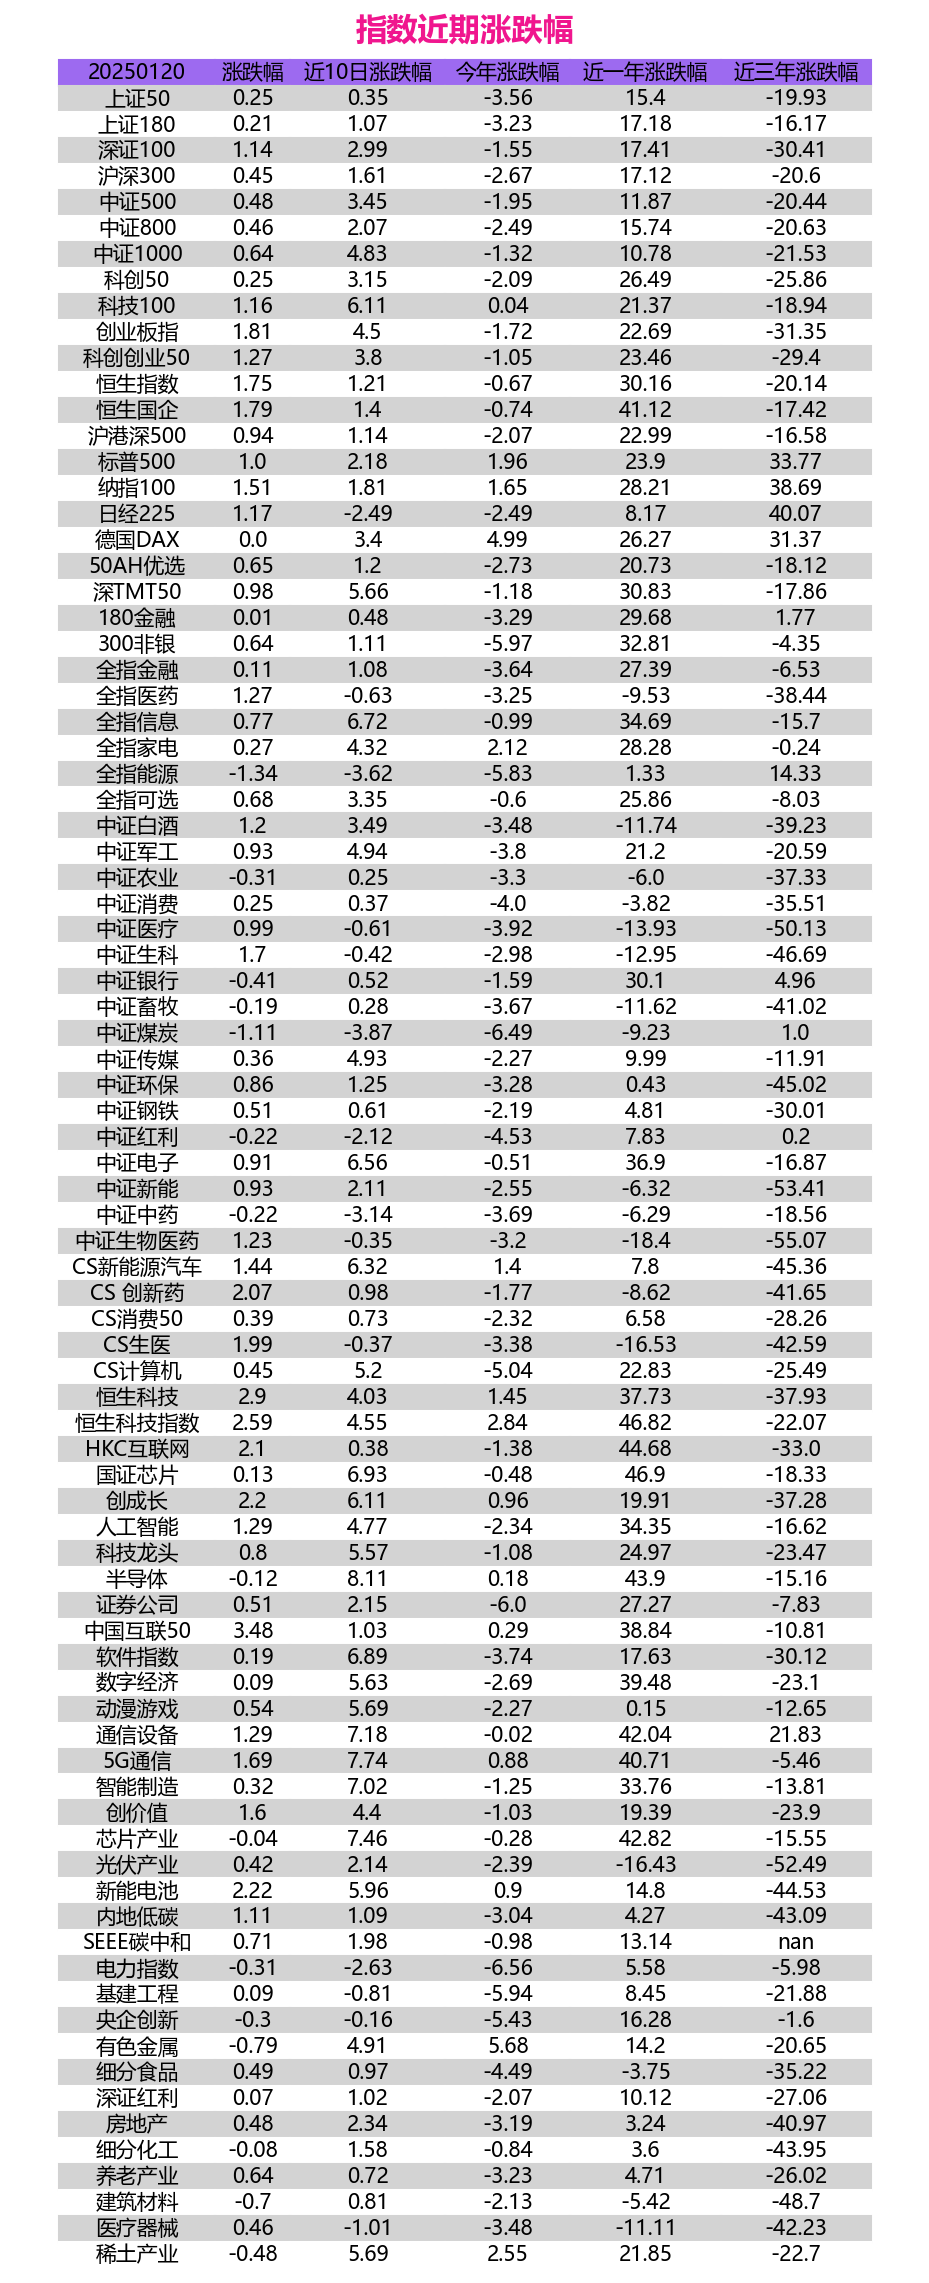 指数近期涨跌幅
20250120 涨跌幅 近10日涨跌幅 今年涨跌幅 近一年涨跌幅 近三年涨跌幅
上证50 0.25 0.35 -3.56 15.4 -19.93
上证180 0.21 1.07 -3.23 17.18 -16.17
深证100 1.14 2.99 -1.55 17.41 -30.41
沪深300 0.45 1.61 -2.67 17.12 -20.6
中证500 0.48 3.45 -1.95 11.87 -20.44
中证800 0.46 2.07 -2.49 15.74 -20.63
中证1000 0.64 4.83 -1.32 10.78 -21.53
科创50 0.25 3.15 -2.09 26.49 -25.86
科技100 1.16 6.11 0.04 21.37 -18.94
创业板指 1.81 4.5 -1.72 22.69 -31.35
科创创业50 1.27 3.8 -1.05 23.46 -29.4
恒生指数 1.75 1.21 -0.67 30.16 -20.14
恒生国企 1.79 1.4 -0.74 41.12 -17.42
沪港深500 0.94 1.14 -2.07 22.99 -16.58
标普500 1.0 2.18 1.96 23.9 33.77
纳指100 1.51 1.81 1.65 28.21 38.69
日经225 1.17 -2.49 -2.49 8.17 40.07
德国DAX 0.0 3.4 4.99 26.27 31.37
50AH优选 0.65 1.2 -2.73 20.73 -18.12
深TMT50 0.98 5.66 -1.18 30.83 -17.86
180金融 0.01 0.48 -3.29 29.68 1.77
300非银 0.64 1.11 -5.97 32.81 -4.35
全指金融 0.11 1.08 -3.64 27.39 -6.53
全指医药 1.27 -0.63 -3.25 -9.53 -38.44
全指信息 0.77 6.72 -0.99 34.69 -15.7
全指家电 0.27 4.32 2.12 28.28 -0.24
全指能源 -1.34 -3.62 -5.83 1.33 14.33
全指可选 0.68 3.35 -0.6 25.86 -8.03
中证白酒 1.2 3.49 -3.48 -11.74 -39.23
中证军工 0.93 4.94 -3.8 21.2 -20.59
中证农业 -0.31 0.25 -3.3 -6.0 -37.33
中证消费 0.25 0.37 -4.0 -3.82 -35.51
中证医疗 0.99 -0.61 -3.92 -13.93 -50.13
中证生科 1.7 -0.42 -2.98 -12.95 -46.69
中证银行 -0.41 0.52 -1.59 30.1 4.96
中证畜牧 -0.19 0.28 -3.67 -11.62 -41.02
中证煤炭 -1.11 -3.87 -6.49 -9.23 1.0
中证传媒 0.36 4.93 -2.27 9.99 -11.91
中证环保 0.86 1.25 -3.28 0.43 -45.02
中证钢铁 0.51 0.61 -2.19 4.81 -30.01
中证红利 -0.22 -2.12 -4.53 7.83 0.2
中证电子 0.91 6.56 -0.51 36.9 -16.87
中证新能 0.93 2.11 -2.55 -6.32 -53.41
中证中药 -0.22 -3.14 -3.69 -6.29 -18.56
中证生物医药 1.23 -0.35 -3.2 -18.4 -55.07
CS新能源汽车 1.44 6.32 1.4 7.8 -45.36
CS 创新药 2.07 0.98 -1.77 -8.62 -41.65
CS消费50 0.39 0.73 -2.32 6.58 -28.26
CS生医 1.99 -0.37 -3.38 -16.53 -42.59
CS计算机 0.45 5.2 -5.04 22.83 -25.49
恒生科技 2.9 4.03 1.45 37.73 -37.93
恒生科技指数 2.59 4.55 2.84 46.82 -22.07
HKC互联网 2.1 0.38 -1.38 44.68 -33.0
国证芯片 0.13 6.93 -0.48 46.9 -18.33
创成长 2.2 6.11 0.96 19.91 -37.28
人工智能 1.29 4.77 -2.34 34.35 -16.62
科技龙头 0.8 5.57 -1.08 24.97 -23.47
半导体 -0.12 8.11 0.18 43.9 -15.16
证券公司 0.51 2.15 -6.0 27.27 -7.83
中国互联50 3.48 1.03 0.29 38.84 -10.81
软件指数 0.19 6.89 -3.74 17.63 -30.12
数字经济 0.09 5.63 -2.69 39.48 -23.1
动漫游戏 0.54 5.69 -2.27 0.15 -12.65
通信设备 1.29 7.18 -0.02 42.04 21.83
5G通信 1.69 7.74 0.88 40.71 -5.46
智能制造 0.32 7.02 -1.25 33.76 -13.81
创价值 1.6 4.4 -1.03 19.39 -23.9
芯片产业 -0.04 7.46 -0.28 42.82 -15.55
光伏产业 0.42 2.14 -2.39 -16.43 -52.49
新能电池 2.22 5.96 0.9 14.8 -44.53
内地低碳 1.11 1.09 -3.04 4.27 -43.09
SEEE碳中和 0.71 1.98 -0.98 13.14 nan
电力指数 -0.31 -2.63 -6.56 5.58 -5.98
基建工程 0.09 -0.81 -5.94 8.45 -21.88
央企创新 -0.3 -0.16 -5.43 16.28 -1.6
有色金属 -0.79 4.91 5.68 14.2 -20.65
细分食品 0.49 0.97 -4.49 -3.75 -35.22
深证红利 0.07 1.02 -2.07 10.12 -27.06
房地产 0.48 2.34 -3.19 3.24 -40.97
细分化工 -0.08 1.58 -0.84 3.6 -43.95
养老产业 0.64 0.72 -3.23 4.71 -26.02
建筑材料 -0.7 0.81 -2.13 -5.42 -48.7
医疗器械 0.46 -1.01 -3.48 -11.11 -42.23
稀土产业 -0.48 5.69 2.55 21.85 -22.7